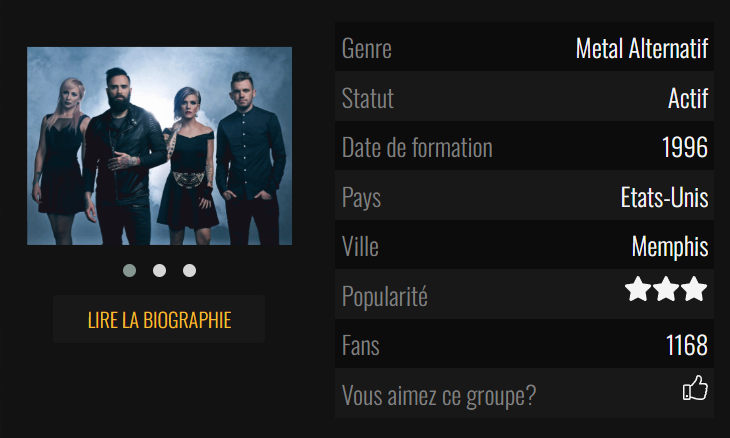 Genre Metal Alternatif
Statut Actif
Date de formation 1996
Pays Etats-Unis
Ville Memphis
Popularité
Fans 1168
Vous aimez ce groupe?
LIRE LA BIOGRAPHIE